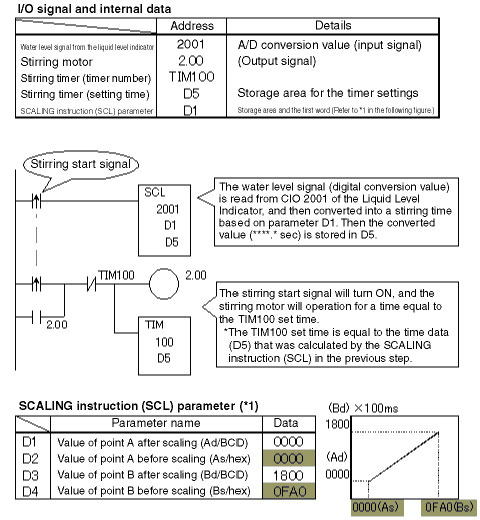 I/O signal and internal data
Address Details
Water level signal from the liquid level indicator 2001 A/D conversion value (input signal)
Stirring motor 2.00 (Output signal)
Stirring timer (timer number) TIM100
Stirring timer (setting time) D5 Storage area for the timer settings
SCALING instruction (SCL) parameter D1 Storage area and the first word (Refer to *1 in the following figure.)
Stirring start signal
SCL
2001
D1
D5
The water level signal (digital conversion value)
is read from CIO 2001 of the Liquid Level
Indicator, and then converted into a stirring time
based on parameter D1. Then the converted
value (****.* sec) is stored in D5.
TIM100 2.00
2.00
TIM
100
D5
The stirring start signal will turn ON, and the
stirring motor will operation for a time equal to
the TIM100 set time.
*The TIM100 set time is equal to the time data
(D5) that was calculated by the SCALING
instruction (SCL) in the previous step.
SCALING instruction (SCL) parameter (*1)
Parameter name Data
D1 Value of point A after scaling (Ad/BCD) 0000
D2 Value of point A before scaling (As/hex) 0000
D3 Value of point B after scaling (Bd/BCD) 1800
D4 Value of point B before scaling (Bs/hex) 0FA0
(Bd) ×100ms
1800
(Ad)
0000
0000(As) 0FA0(Bs)